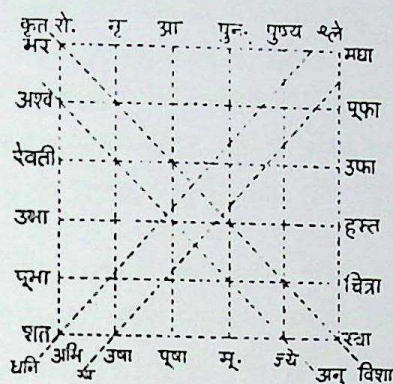 कृत रो. नृ आ पुन. पुष्य श्ले
भर मघा
अश्वे पूफा
रेवती उफा
उभा हस्त
पूभा चित्रा
शत स्वा
धनि अभि श्र उषा पूषा मू. ज्ये अनु विशा